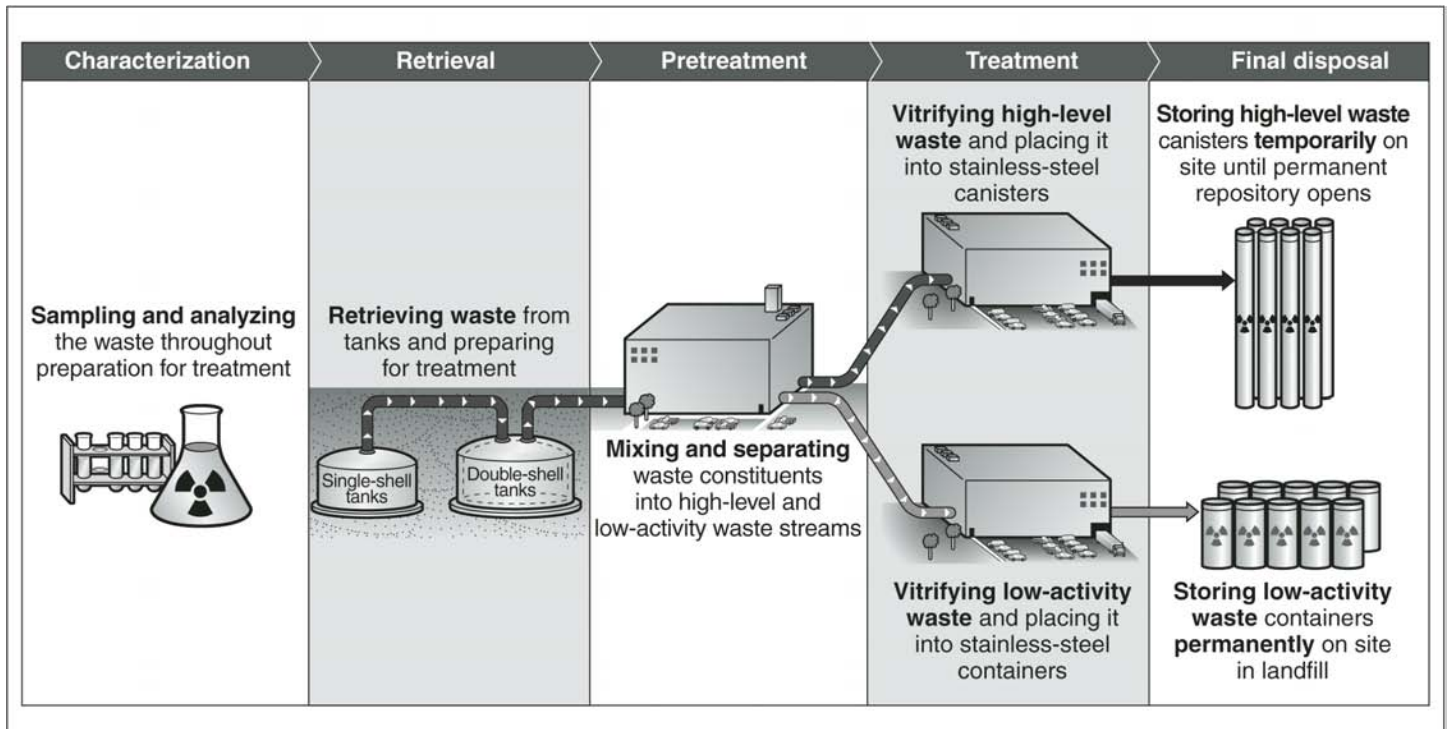 Characterization
Retrieval
Pretreatment
Treatment
Final disposal
Sampling and analyzing
the waste throughout
preparation for treatment
Retrieving waste from
tanks and preparing
for treatment
Single-shell
tanks
Double-shell
tanks
Mixing and separating
waste constituents
into high-level and
low-activity waste streams
Vitrifying high-level
waste and placing it
into stainless-steel
canisters
Vitrifying low-activity
waste and placing it
into stainless-steel
containers
Storing high-level waste
canisters temporarily on
site until permanent
repository opens
Storing low-activity
waste containers
permanently on site
in landfill